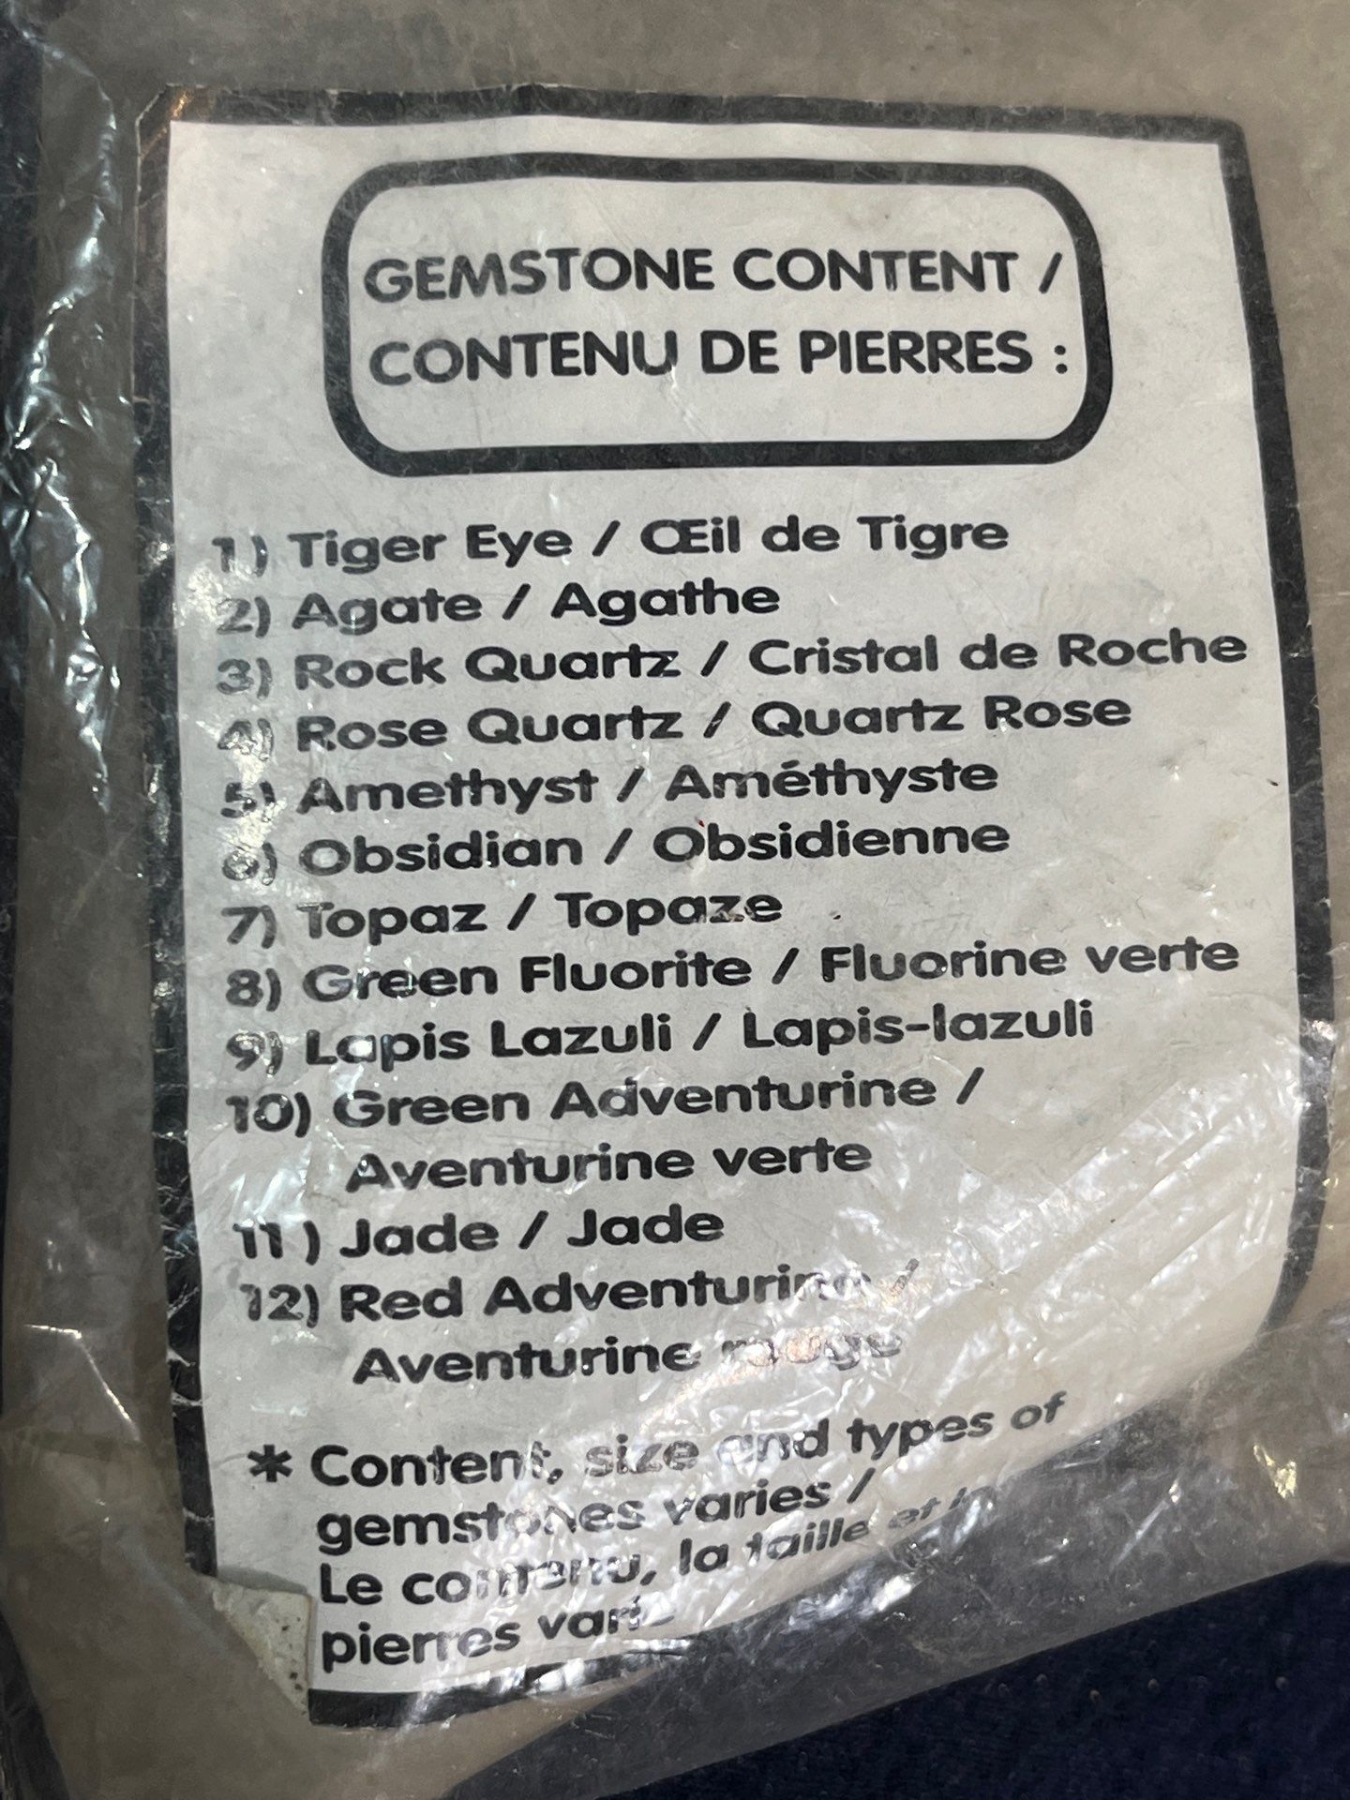 GEMSTONE CONTENT /
CONTENU DE PIERRES :
1) Tiger Eye / Œil de Tigre
2) Agate / Agathe
3) Rock Quartz / Cristal de Roche
4) Rose Quartz / Quartz Rose
5) Amethyst / Améthyste
6) Obsidian / Obsidienne
7) Topaz / Topaze
8) Green Fluorite / Fluorine verte
9) Lapis Lazuli / Lapis-lazuli
10) Green Adventurine /
Aventurine verte
11) Jade / Jade
12) Red Adventurine /
Aventurine rouge
* Content, size and types of
gemstones varies /
Le contenu, la taille et
pierres